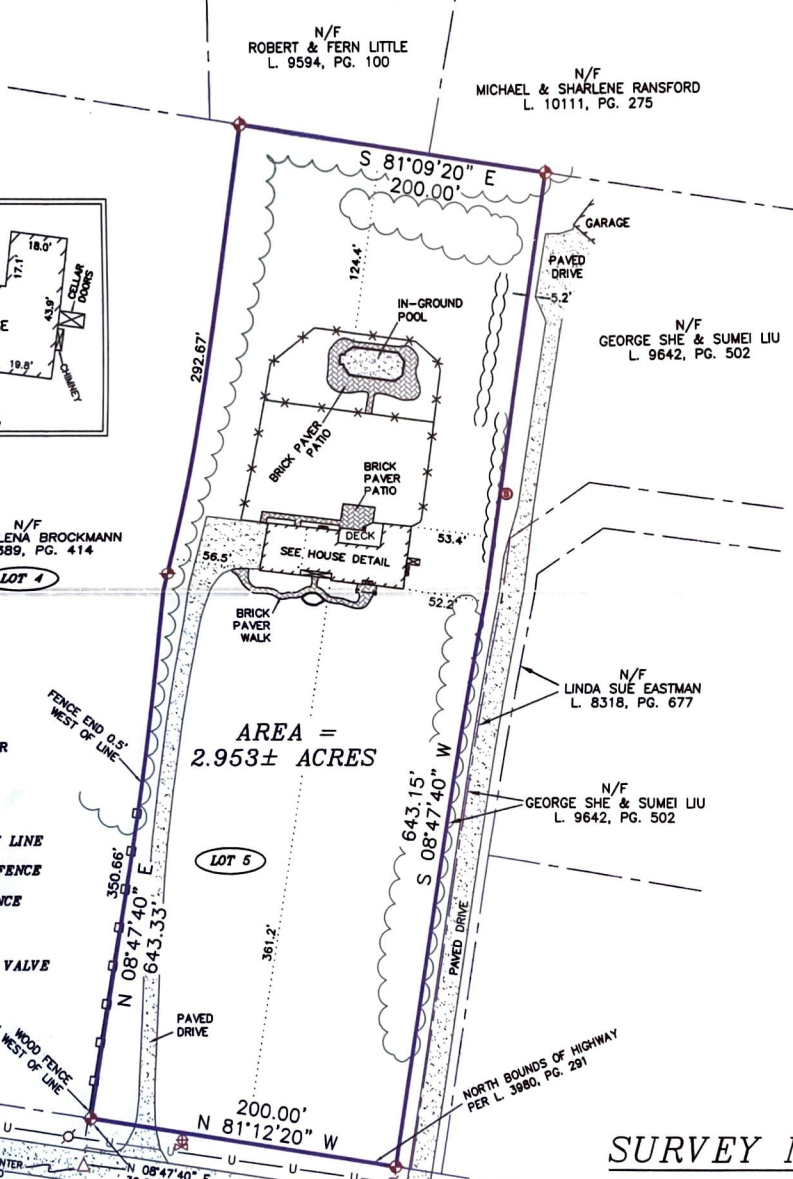 N/F
ROBERT & FERN LITTLE
L. 9594, PG. 100
N/F
MICHAEL & SHARLENE RANSFORD
L. 10111, PG. 275
S 81°09'20" E
200.00'
GARAGE
PAVED
DRIVE
5.2'
124.4'
18.0'
17.1'
43.9'
CELLAR
DOORS
19.8'
CHIMNEY
E
292.67'
IN-GROUND
POOL
N/F
GEORGE SHE & SUMEI LIU
L. 9642, PG. 502
BRICK PAVER
PATIO
BRICK
PAVER
PATIO
DECK
SEE HOUSE DETAIL
53.4'
56.5'
52.2'
N/F
LENA BROCKMANN
589, PG. 414
LOT 4
BRICK
PAVER
WALK
FENCE END 0.5'
WEST OF LINE
AREA =
2.953± ACRES
N/F
LINDA SUE EASTMAN
L. 8318, PG. 677
N/F
GEORGE SHE & SUMEI LIU
L. 9642, PG. 502
643.15'
S 08°47'40" W
R
LINE
FENCE
NCE
VALVE
LOT 5
350.66'
N 08°47'40" E
643.33'
361.2'
PAVED DRIVE
PAVED
DRIVE
WOOD FENCE
WEST OF LINE
NORTH BOUNDS OF HIGHWAY
PER L. 3980, PG. 291
200.00'
N 81°12'20" W
U
U
U
U
U
NTER
N 08°47'40" E
SURVEY